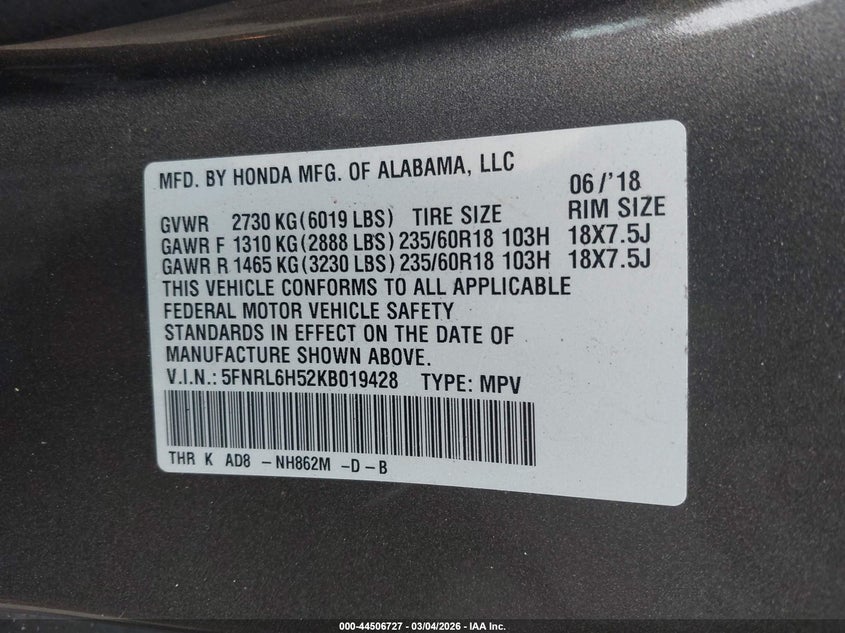 MFD. BY HONDA MFG. OF ALABAMA, LLC
06/'18
GVWR 2730 KG(6019 LBS) TIRE SIZE RIM SIZE
GAWR F 1310 KG(2888 LBS) 235/60R18 103H 18X7.5J
GAWR R 1465 KG(3230 LBS) 235/60R18 103H 18X7.5J
THIS VEHICLE CONFORMS TO ALL APPLICABLE
FEDERAL MOTOR VEHICLE SAFETY
STANDARDS IN EFFECT ON THE DATE OF
MANUFACTURE SHOWN ABOVE.
V.I.N.: 5FNRL6H52KB019428 TYPE: MPV
THR K AD8 -NH862M -D-B
000-44506727 - 03/04/2026 - IAA Inc.